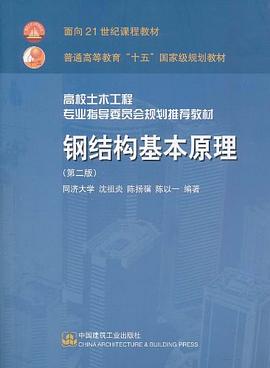 面向21世纪课程教材
普通高等教育“十五”国家级规划教材
高校土木工程
专业指导委员会规划推荐教材
钢结构基本原理
(第二版)
同济大学 沈祖炎 陈扬骥 陈以一 编著
中国建筑工业出版社
CHINA ARCHITECTURE & BUILDING PRESS